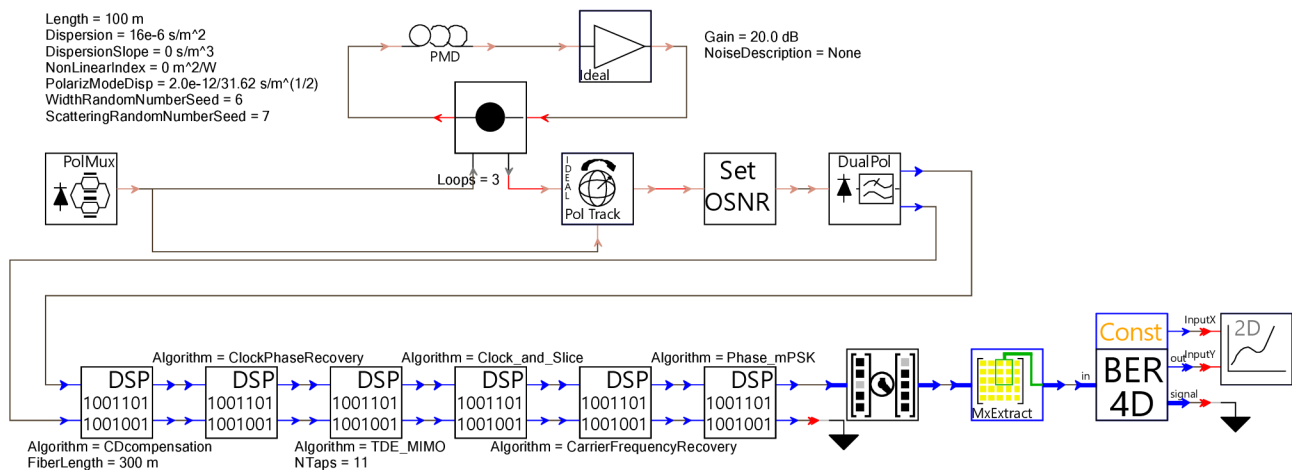 Length = 100 m
Dispersion = 16e-6 s/m^2
DispersionSlope = 0 s/m^3
NonLinearIndex = 0 m^2/W
PolarizModeDisp = 2.0e-12/31.62 s/m^(1/2)
WidthRandomNumberSeed = 6
ScatteringRandomNumberSeed = 7
PMD
Ideal
Gain = 20.0 dB
NoiseDescription = None
PolMux
Loops = 3
IDEAL
Pol Track
Set
OSNR
DualPol
Algorithm = ClockPhaseRecovery
Algorithm = Clock_and_Slice
Algorithm = Phase_mPSK
DSP
1001101
1001001
DSP
1001101
1001001
DSP
1001101
1001001
DSP
1001101
1001001
DSP
1001101
1001001
DSP
1001101
1001001
Algorithm = CDcompensation
FiberLength = 300 m
Algorithm = TDE_MIMO
NTaps = 11
Algorithm = CarrierFrequencyRecovery
MxExtract
in
Const
BER
4D
InputX
out
InputY
signal
2D